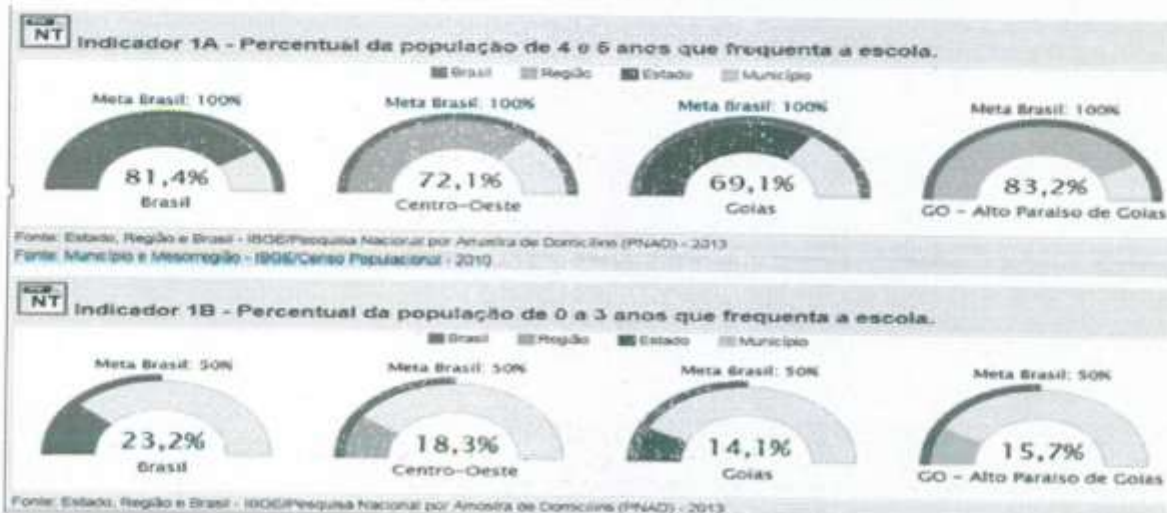 NT
Indicador 1A - Percentual da população de 4 e 5 anos que frequenta a escola.
Brasil Região Estado Município
Meta Brasil: 100% Meta Brasil: 100% Meta Brasil: 100% Meta Brasil: 100%
81,4% 72,1% 69,1% 83,2%
Brasil Centro-Oeste Goias GO - Alto Paraiso de Goias
Fonte: Estado, Região e Brasil - IBGE/Pesquisa Nacional por Amostra de Domicílios (PNAD) - 2013
Fonte: Município e Mesorregião - IBGE/Censo Populacional - 2010
NT
Indicador 1B - Percentual da população de 0 a 3 anos que frequenta a escola.
Brasil Região Estado Município
Meta Brasil: 50% Meta Brasil: 50% Meta Brasil: 50% Meta Brasil: 50%
23,2% 18,3% 14,1% 15,7%
Brasil Centro-Oeste Goias GO - Alto Paraiso de Goias
Fonte: Estado, Região e Brasil - IBGE/Pesquisa Nacional por Amostra de Domicílios (PNAD) - 2013